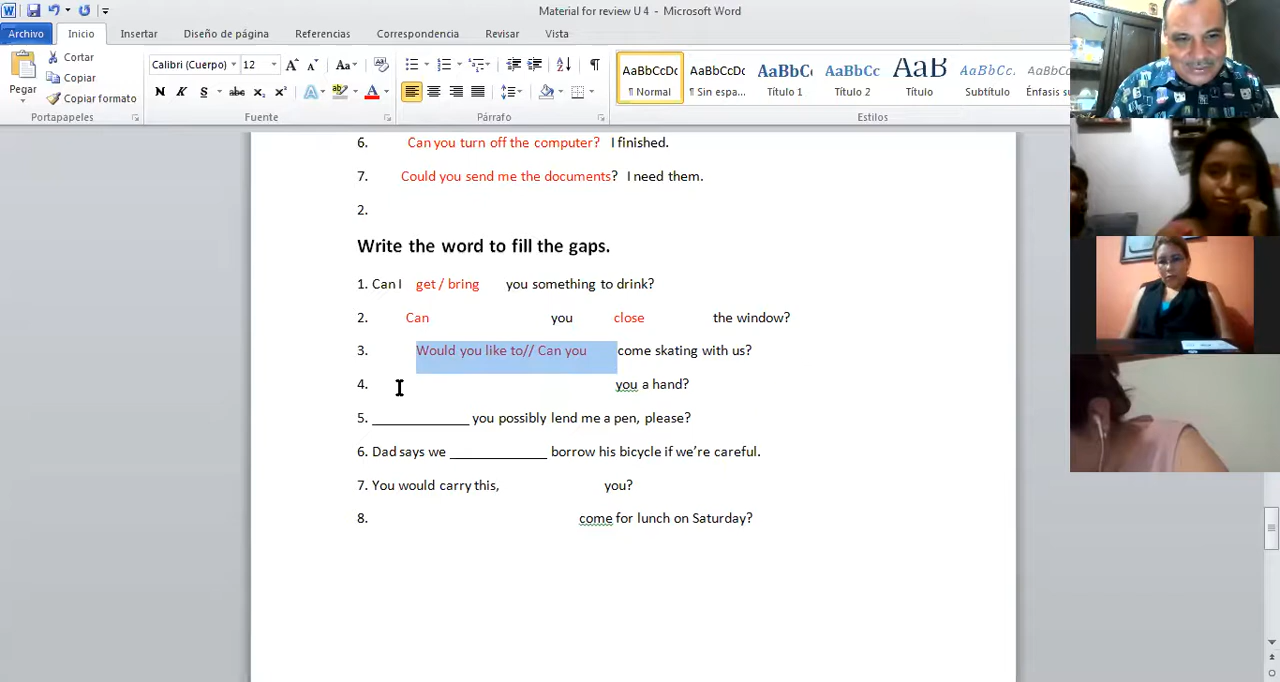 Material for review U 4 - Microsoft Word
Archivo Inicio Insertar Diseño de página Referencias Correspondencia Revisar Vista
Pegar
Cortar
Copiar
Copiar formato
Portapapeles
Calibri (Cuerpo) 12
Fuente
Párrafo
AaBbCcDc AaBbCcDc AaBbC AaBbCc AaB AaBbCc. AaBbCc
¶ Normal ¶ Sin espa... Título 1 Título 2 Título Subtítulo Énfasis su
Estilos
6. Can you turn off the computer? I finished.
7. Could you send me the documents? I need them.
2.
Write the word to fill the gaps.
1. Can I get / bring you something to drink?
2. Can you close the window?
3. Would you like to// Can you come skating with us?
4. you a hand?
5. ______________ you possibly lend me a pen, please?
6. Dad says we ______________ borrow his bicycle if we're careful.
7. You would carry this, you?
8. come for lunch on Saturday?